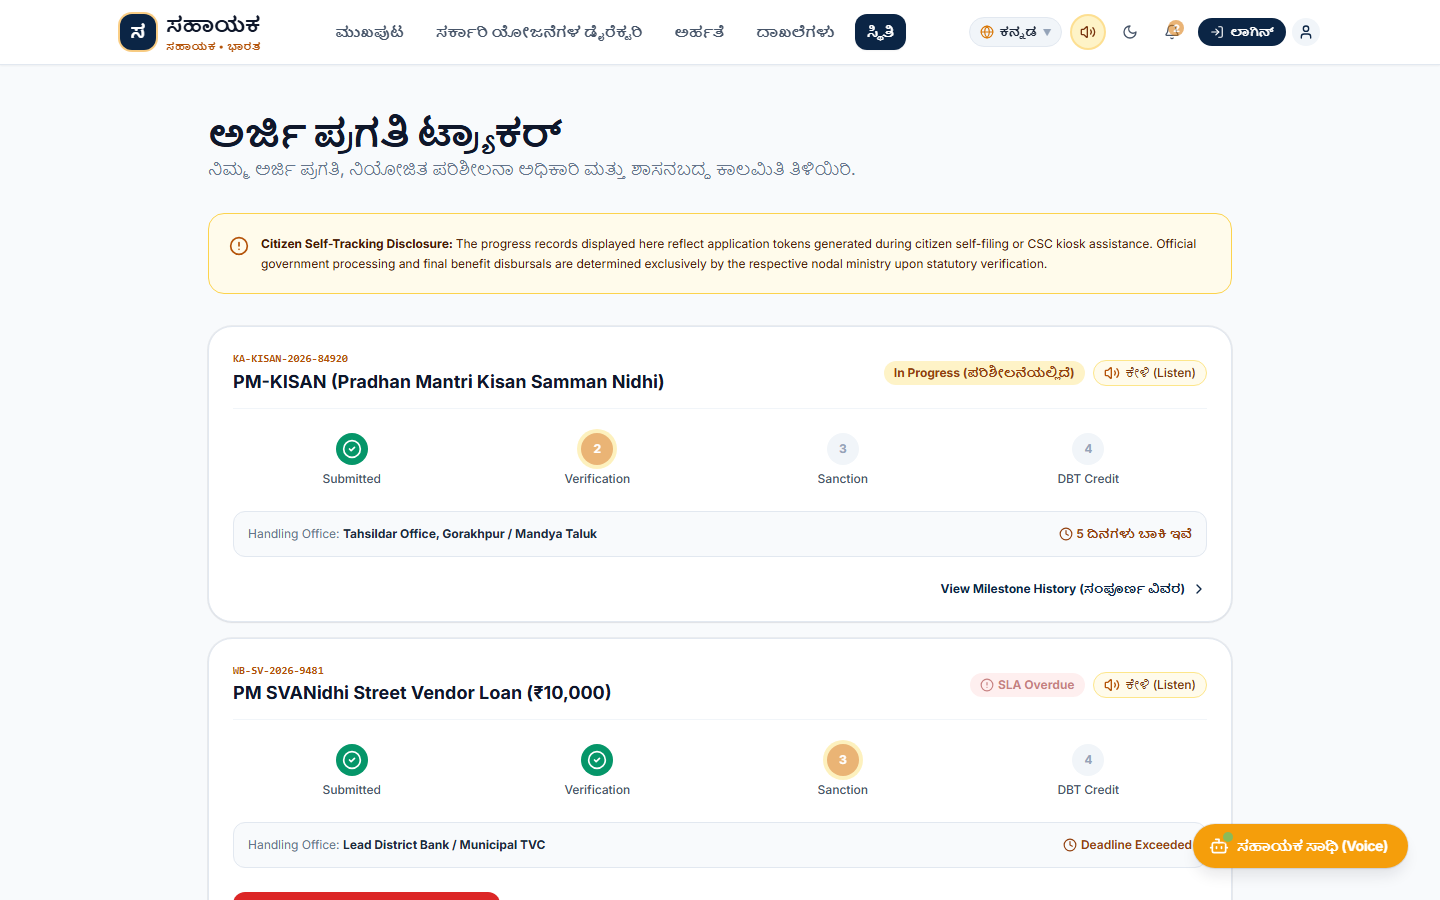 ಸ
ಸಹಾಯಕ
ಸಹಾಯಕ • ಭಾರತ
ಮುಖಪುಟ
ಸರ್ಕಾರಿ ಯೋಜನೆಗಳ ಡೈರೆಕ್ಟರಿ
ಅರ್ಹತೆ
ದಾಖಲೆಗಳು
ಸ್ಥಿತಿ
ಕನ್ನಡ ▼
ಲಾಗಿನ್
ಅರ್ಜಿ ಪ್ರಗತಿ ಟ್ರ್ಯಾಕರ್
ನಿಮ್ಮ ಅರ್ಜಿ ಪ್ರಗತಿ, ನಿಯೋಜಿತ ಪರಿಶೀಲನಾ ಅಧಿಕಾರಿ ಮತ್ತು ಶಾಸನಬದ್ಧ ಕಾಲಮಿತಿ ತಿಳಿಯಿರಿ.
Citizen Self-Tracking Disclosure: The progress records displayed here reflect application tokens generated during citizen self-filing or CSC kiosk assistance. Official
government processing and final benefit disbursals are determined exclusively by the respective nodal ministry upon statutory verification.
KA-KISAN-2026-84920
PM-KISAN (Pradhan Mantri Kisan Samman Nidhi)
In Progress (ಪರಿಶೀಲನೆಯಲ್ಲಿದೆ)
ಕೇಳಿ (Listen)
2
3
4
Submitted
Verification
Sanction
DBT Credit
Handling Office: Tahsildar Office, Gorakhpur / Mandya Taluk
5 ದಿನಗಳು ಬಾಕಿ ಇವೆ
View Milestone History (ಸಂಪೂರ್ಣ ವಿವರ)
WB-SV-2026-9481
PM SVANidhi Street Vendor Loan (₹10,000)
SLA Overdue
ಕೇಳಿ (Listen)
3
4
Submitted
Verification
Sanction
DBT Credit
Handling Office: Lead District Bank / Municipal TVC
Deadline Exceeded
ಸಹಾಯಕ ಸಾಥಿ (Voice)